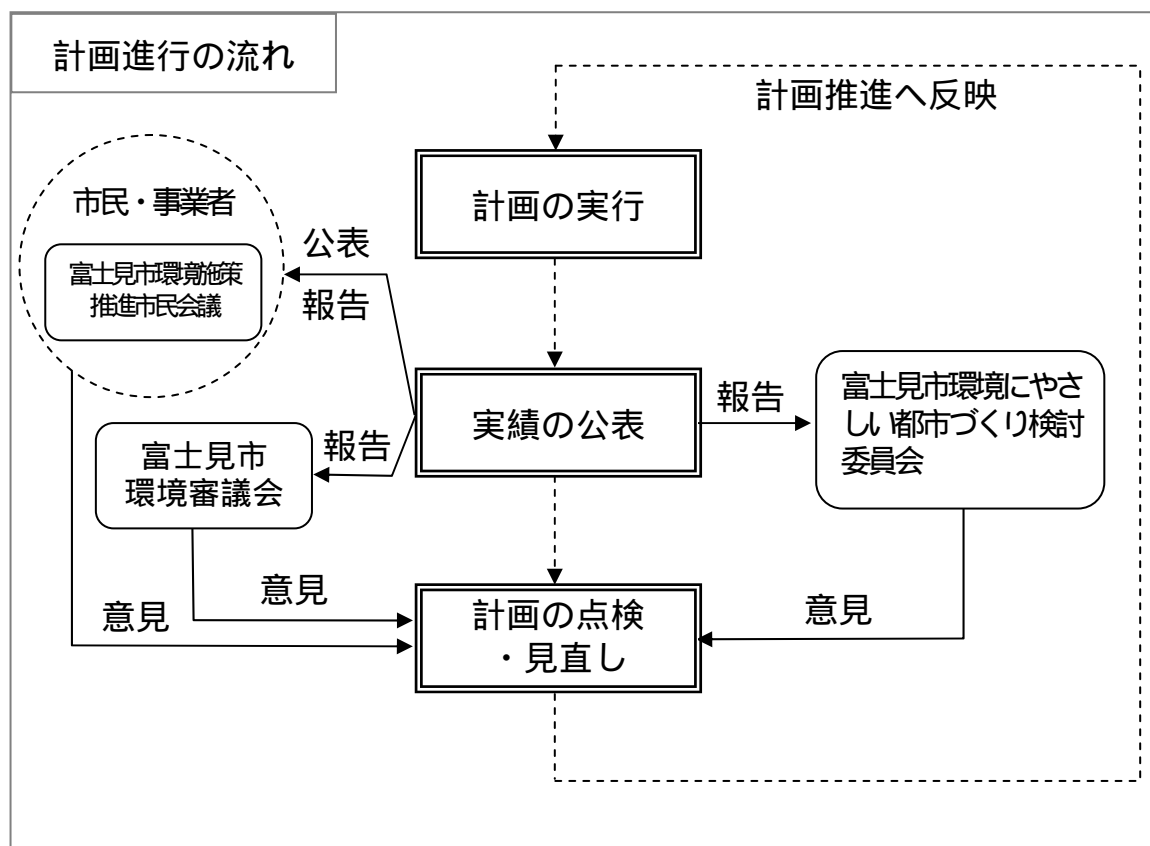 計画進行の流れ
計画推進へ反映
計画の実行
市民・事業者
富士見市環境施策
推進市民会議
公表
報告
実績の公表
報告
富士見市環境にやさ
しい都市づくり検討
委員会
報告
富士見市
環境審議会
意見
意見
計画の点検
・見直し
意見